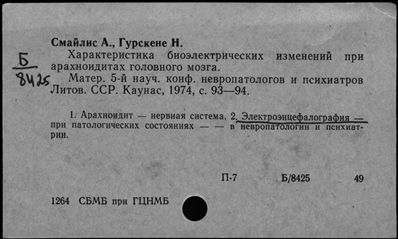 Смайлис А., Гурскене Н.
Характеристика биоэлектрических изменений при
арахноидитах головного мозга.
Б
8425
Матер. 5-й науч. конф. невропатологов и психиатров
Литов. ССР. Каунас, 1974, с. 93—94.
1. Арахноидит — нервная система. 2. Электроэнцефалография —
при патологических состояниях — — в невропатологии и психиат-
рии.
П-7 Б/8425 49
1264 СБМБ при ГЦНМБ